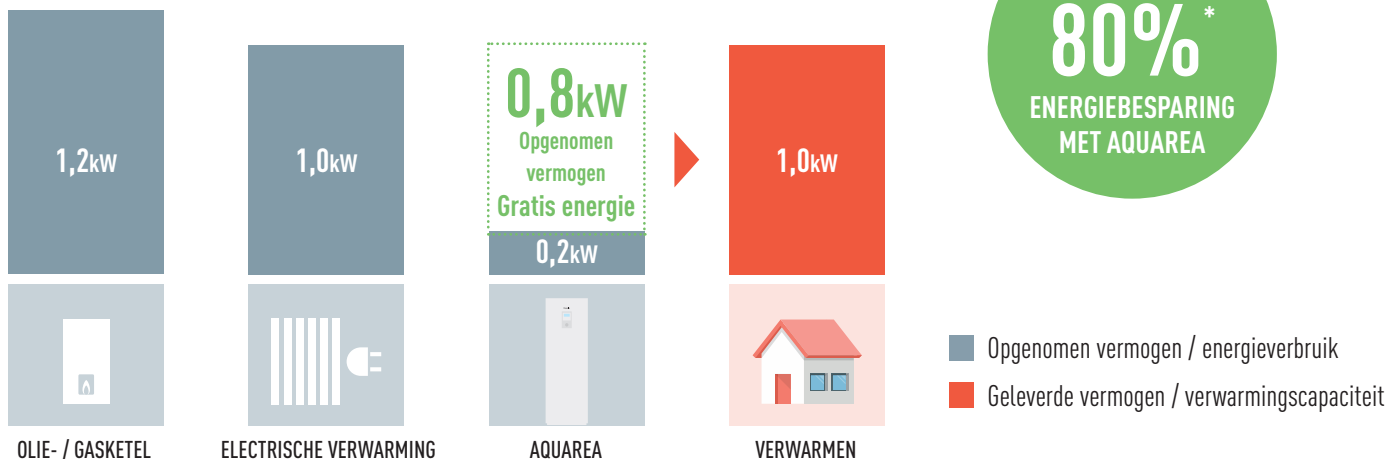 1,2kW
1,0kW
0,8kW
Opgenomen
vermogen
Gratis energie
0,2kW
1,0kW
80%*
ENERGIEBESPARING
MET AQUAREA
Opgenomen vermogen / energieverbruik
Geleverde vermogen / verwarmingscapaciteit
OLIE- / GASKETEL
ELECTRISCHE VERWARMING
AQUAREA
VERWARMEN